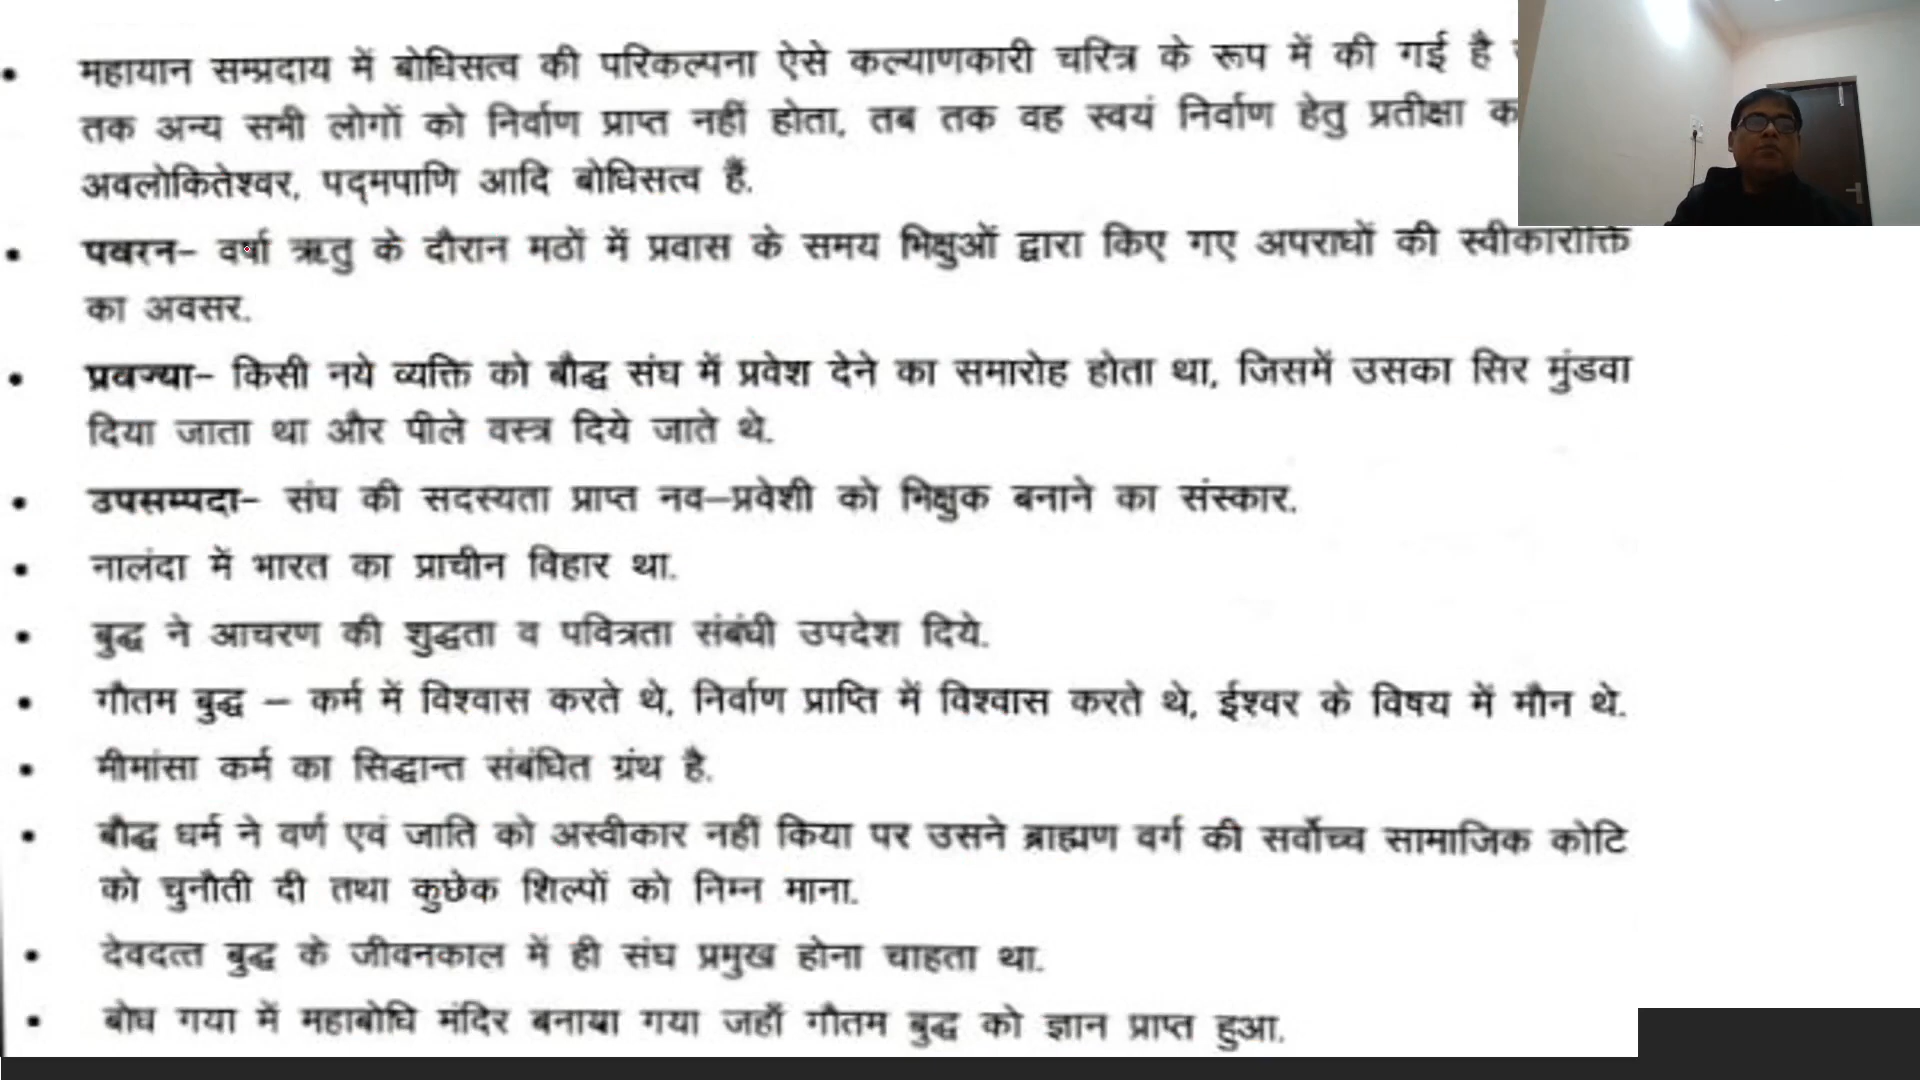 • महायान सम्प्रदाय में बोधिसत्व की परिकल्पना ऐसे कल्याणकारी चरित्र के रूप में की गई है
तक अन्य सभी लोगों को निर्वाण प्राप्त नहीं होता, तब तक वह स्वयं निर्वाण हेतु प्रतीक्षा
अवलोकितेश्वर, पद्मपाणि आदि बोधिसत्व हैं.
• पवरन– वर्षा ऋतु के दौरान मठों में प्रवास के समय भिक्षुओं द्वारा किए गए अपराधों की स्वीकारोक्ति
का अवसर.
• प्रवज्या– किसी नये व्यक्ति को बौद्ध संघ में प्रवेश देने का समारोह होता था, जिसमें उसका सिर मुंडवा
दिया जाता था और पीले वस्त्र दिये जाते थे.
• उपसम्पदा– संघ की सदस्यता प्राप्त नव–प्रवेशी को भिक्षुक बनाने का संस्कार.
• नालंदा में भारत का प्राचीन विहार था.
• बुद्ध ने आचरण की शुद्धता व पवित्रता संबंधी उपदेश दिये.
• गौतम बुद्ध – कर्म में विश्वास करते थे, निर्वाण प्राप्ति में विश्वास करते थे, ईश्वर के विषय में मौन थे.
• मीमांसा कर्म का सिद्धान्त संबंधित ग्रंथ है.
• बौद्ध धर्म ने वर्ण एवं जाति को अस्वीकार नहीं किया पर उसने ब्राह्मण वर्ग की सर्वोच्च सामाजिक कोटि
को चुनौती दी तथा कुछेक शिल्पों को निम्न माना.
• देवदत्त बुद्ध के जीवनकाल में ही संघ प्रमुख होना चाहता था.
• बोध गया में महाबोधि मंदिर बनाया गया जहाँ गौतम बुद्ध को ज्ञान प्राप्त हुआ.